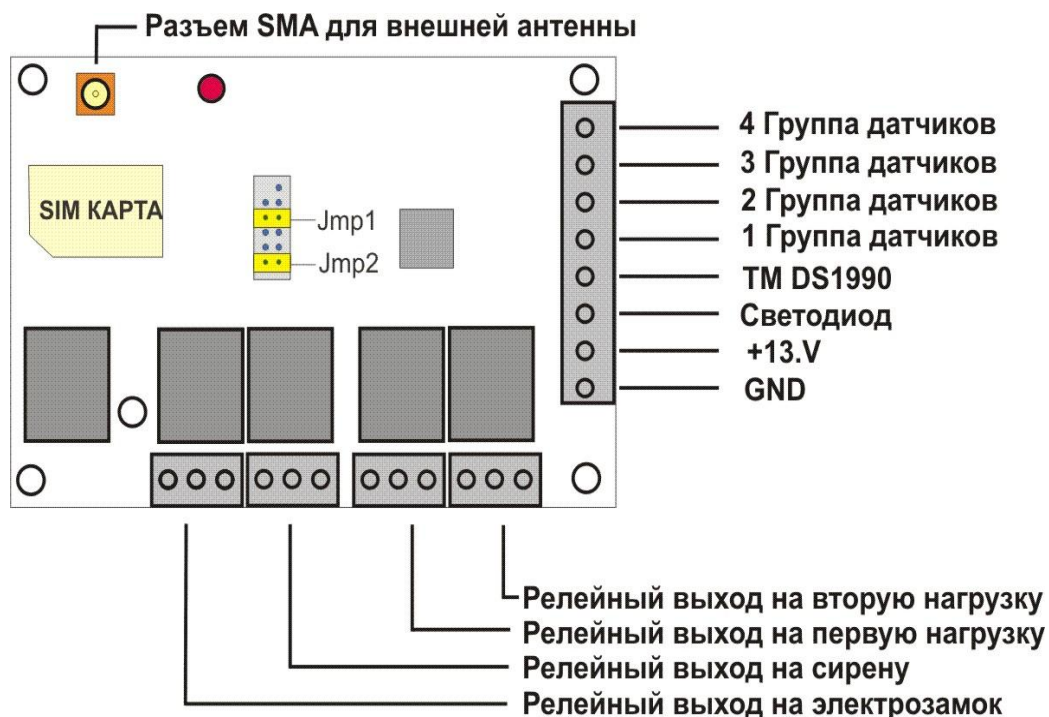 Разъем SMA для внешней антенны
SIM КАРТА
Jmp1
Jmp2
4 Группа датчиков
3 Группа датчиков
2 Группа датчиков
1 Группа датчиков
TM DS1990
Светодиод
+13.V
GND
Релейный выход на вторую нагрузку
Релейный выход на первую нагрузку
Релейный выход на сирену
Релейный выход на электрозамок